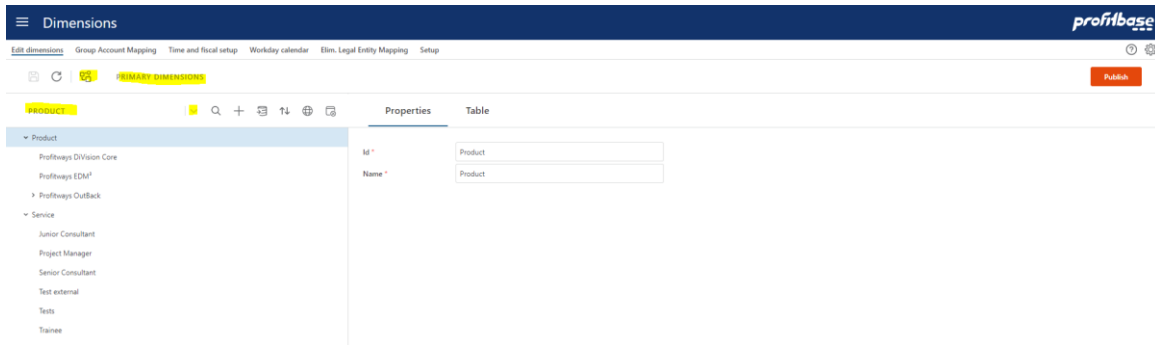 Dimensions
profitbase
Edit dimensions Group Account Mapping Time and fiscal setup Workday calendar Elim. Legal Entity Mapping Setup
PRIMARY DIMENSIONS Publish
PRODUCT Properties Table
Product
Profitways DiVision Core
Profitways EDM²
Profitways OutBack
Service
Junior Consultant
Project Manager
Senior Consultant
Test external
Tests
Trainee
Id * Product
Name * Product